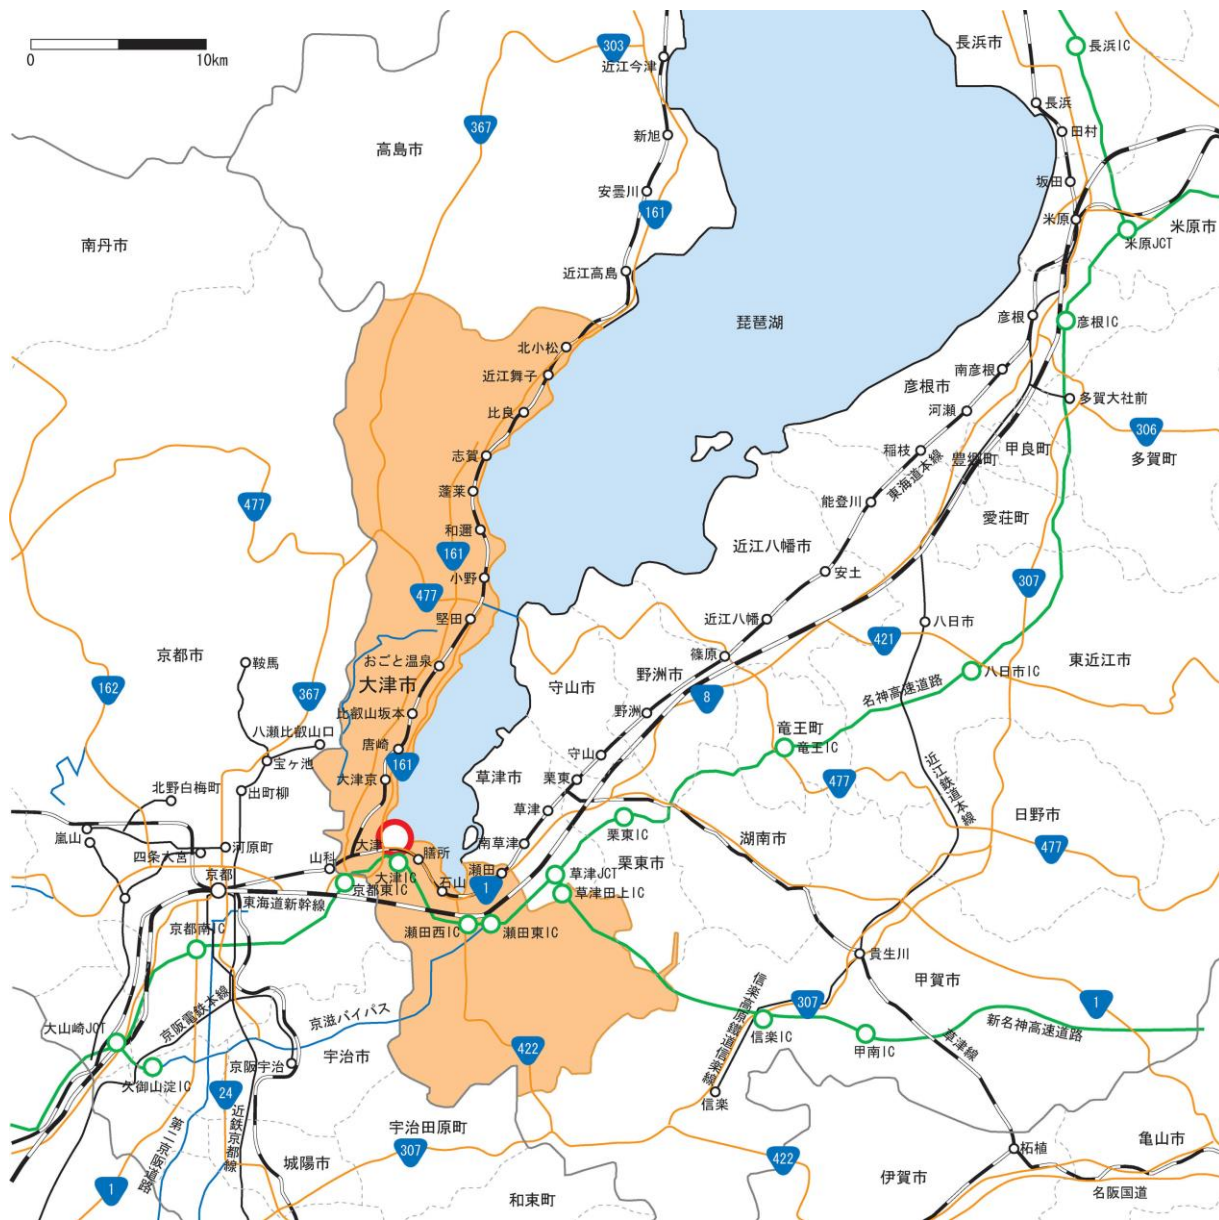 0
10km
303
近江今津
長浜市
長浜IC
長浜
367
新旭
田村
高島市
安曇川
坂田
161
米原
米原市
米原JCT
南丹市
近江高島
琵琶湖
彦根
彦根IC
北小松
近江舞子
南彦根
彦根市
多賀大社前
比良
河瀬
306
甲良町
多賀町
志賀
稲枝
東海道本線
豊郷町
蓬莱
能登川
477
愛荘町
和邇
近江八幡市
161
小野
安土
307
477
堅田
近江八幡
八日市
421
京都市
鞍馬
おごと温泉
篠原
東近江市
八日市IC
162
367
大津市
守山市
野洲市
8
名神高速道路
比叡山坂本
野洲
竜王町
八瀬比叡山口
唐崎
竜王IC
宝ヶ池
161
守山
大津京
草津市
栗東
477
近江鉄道本線
北野白梅町
出町柳
草津
栗東IC
日野市
嵐山
湖南市
四条大宮
河原町
山科
大津
膳所
南草津
477
大津IC
瀬田
栗東市
草津JCT
京都
京都東IC
石山
1
草津田上IC
東海道新幹線
京都南IC
瀬田西IC
瀬田東IC
貴生川
甲賀市
信楽高原鐵道信楽線
307
1
京阪電鉄本線
京滋バイパス
新名神高速道路
大山崎JCT
信楽IC
甲南IC
草津線
宇治市
422
久御山淀IC
京阪宇治
24
信楽
第二京阪道路
近鉄京都線
宇治田原町
307
城陽市
422
柘植
亀山市
伊賀市
1
和束町
名阪国道